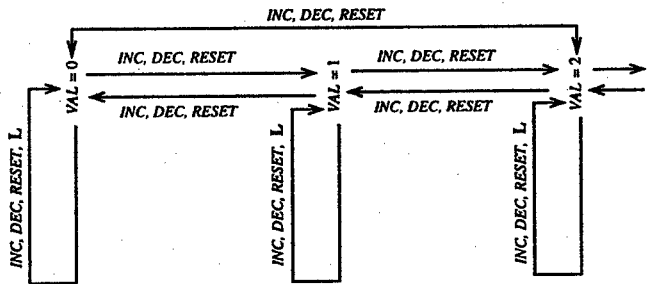 INC, DEC, RESET
INC, DEC, RESET
INC, DEC, RESET
VAL = 0
VAL = 1
VAL = 2
INC, DEC, RESET
INC, DEC, RESET
INC, DEC, RESET, L
INC, DEC, RESET, L
INC, DEC, RESET, L